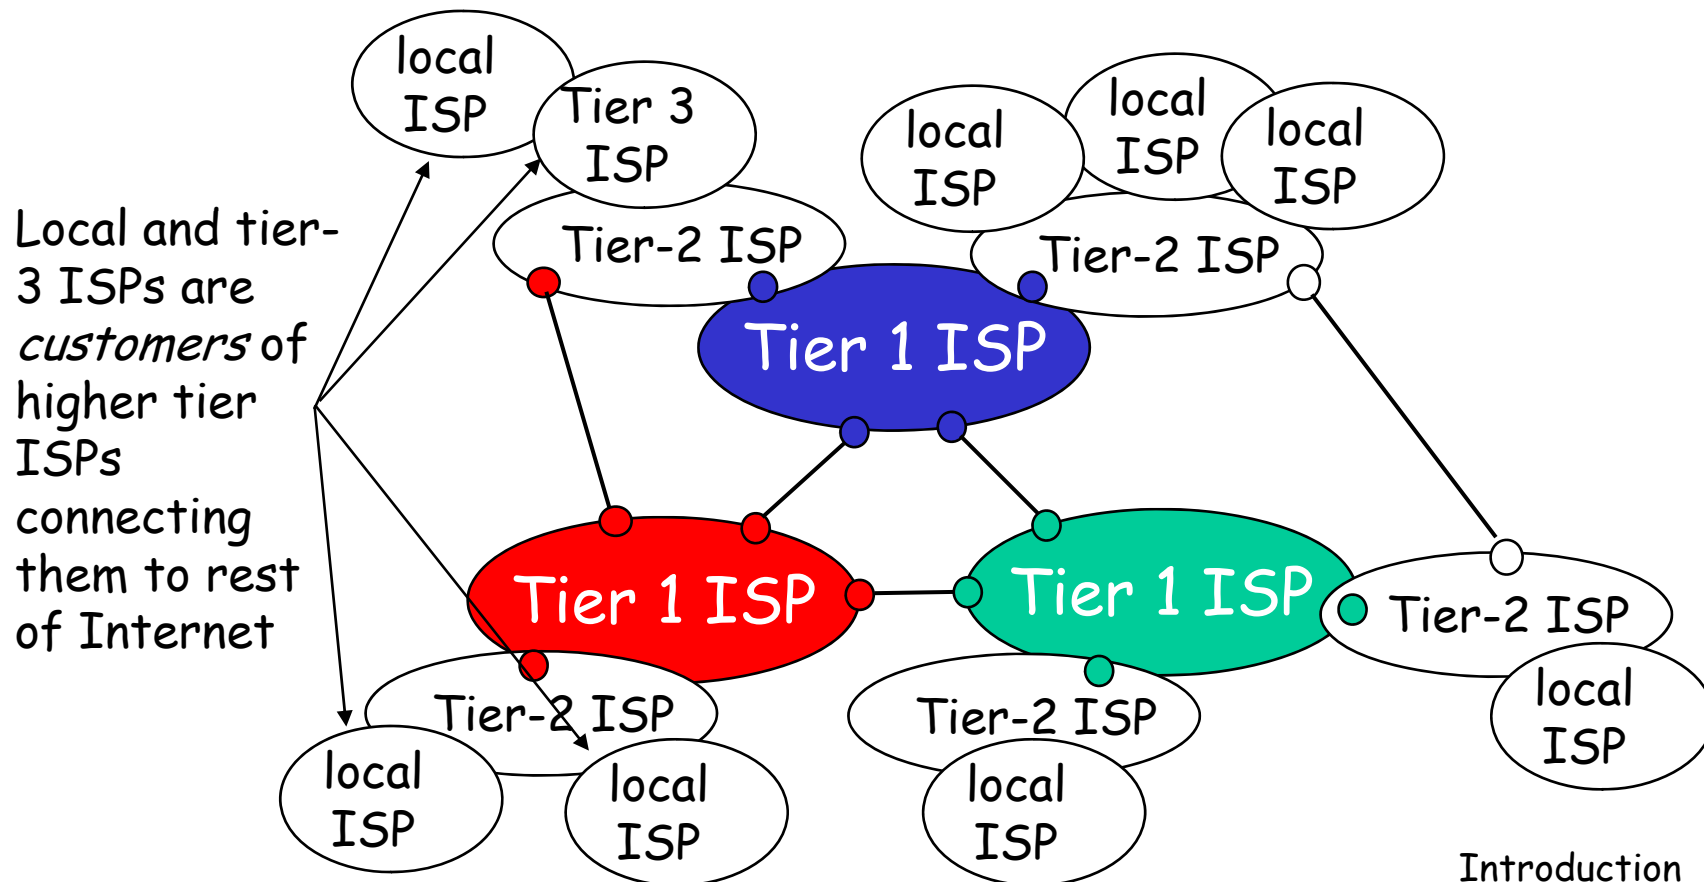 local
ISP
Tier 3
ISP
local
ISP
local
ISP
local
ISP
Tier-2 ISP
Tier-2 ISP
Local and tier-
3 ISPs are
customers of
higher tier
ISPs
connecting
them to rest
of Internet
Tier 1 ISP
Tier 1 ISP
Tier 1 ISP
Tier-2 ISP
local
ISP
Tier-2 ISP
local
ISP
local
ISP
Tier-2 ISP
local
ISP
Introduction